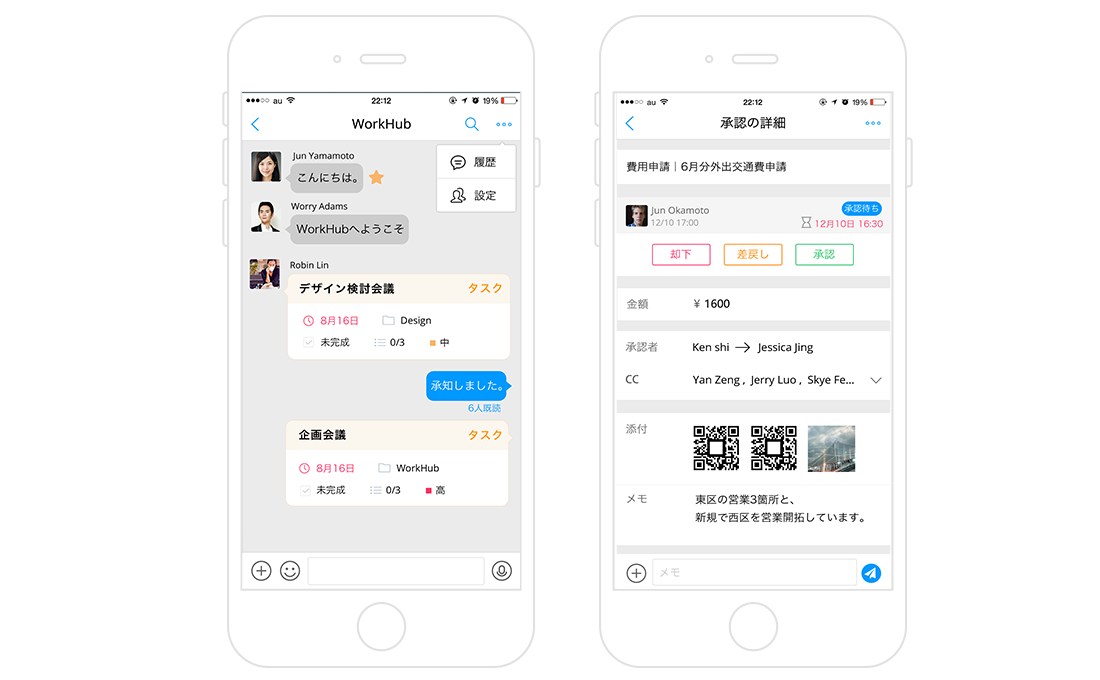 au 22:12 19%
WorkHub
履歴
設定
Jun Yamamoto
こんにちは。
Worry Adams
WorkHubへようこそ
Robin Lin
デザイン検討会議 タスク
8月16日 Design
未完成 0/3 中
承知しました。
6人既読
企画会議 タスク
8月16日 WorkHub
未完成 0/3 高
au 22:12 19%
承認の詳細
費用申請｜6月分外出交通費申請
Jun Okamoto 承認待ち
12/10 17:00 12月10日 16:30
却下 差戻し 承認
金額 ¥ 1600
承認者 Ken shi → Jessica Jing
CC Yan Zeng , Jerry Luo , Skye Fe...
添付
メモ 東区の営業3箇所と、
新規で西区を営業開拓しています。
メモ